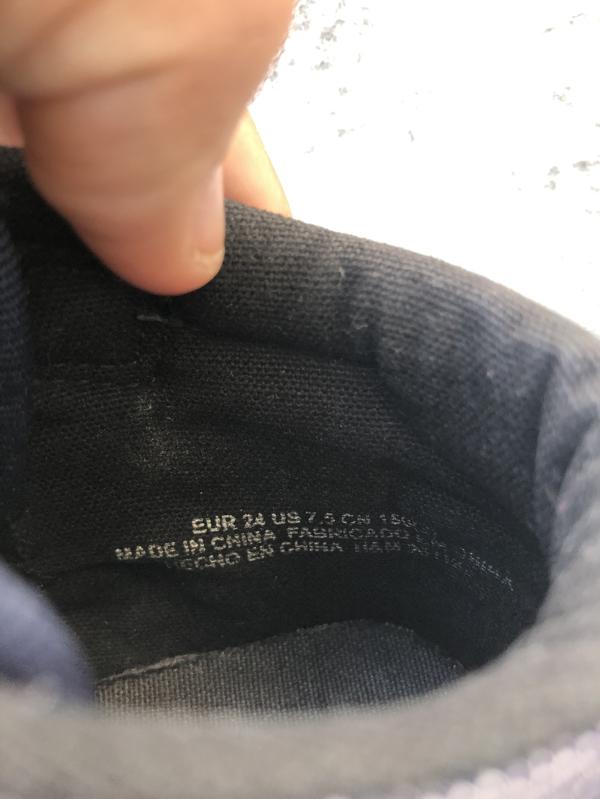 EUR 24 US 7.5 CN
MADE IN CHINA FABRICADO
HECHO EN CHINA H&M